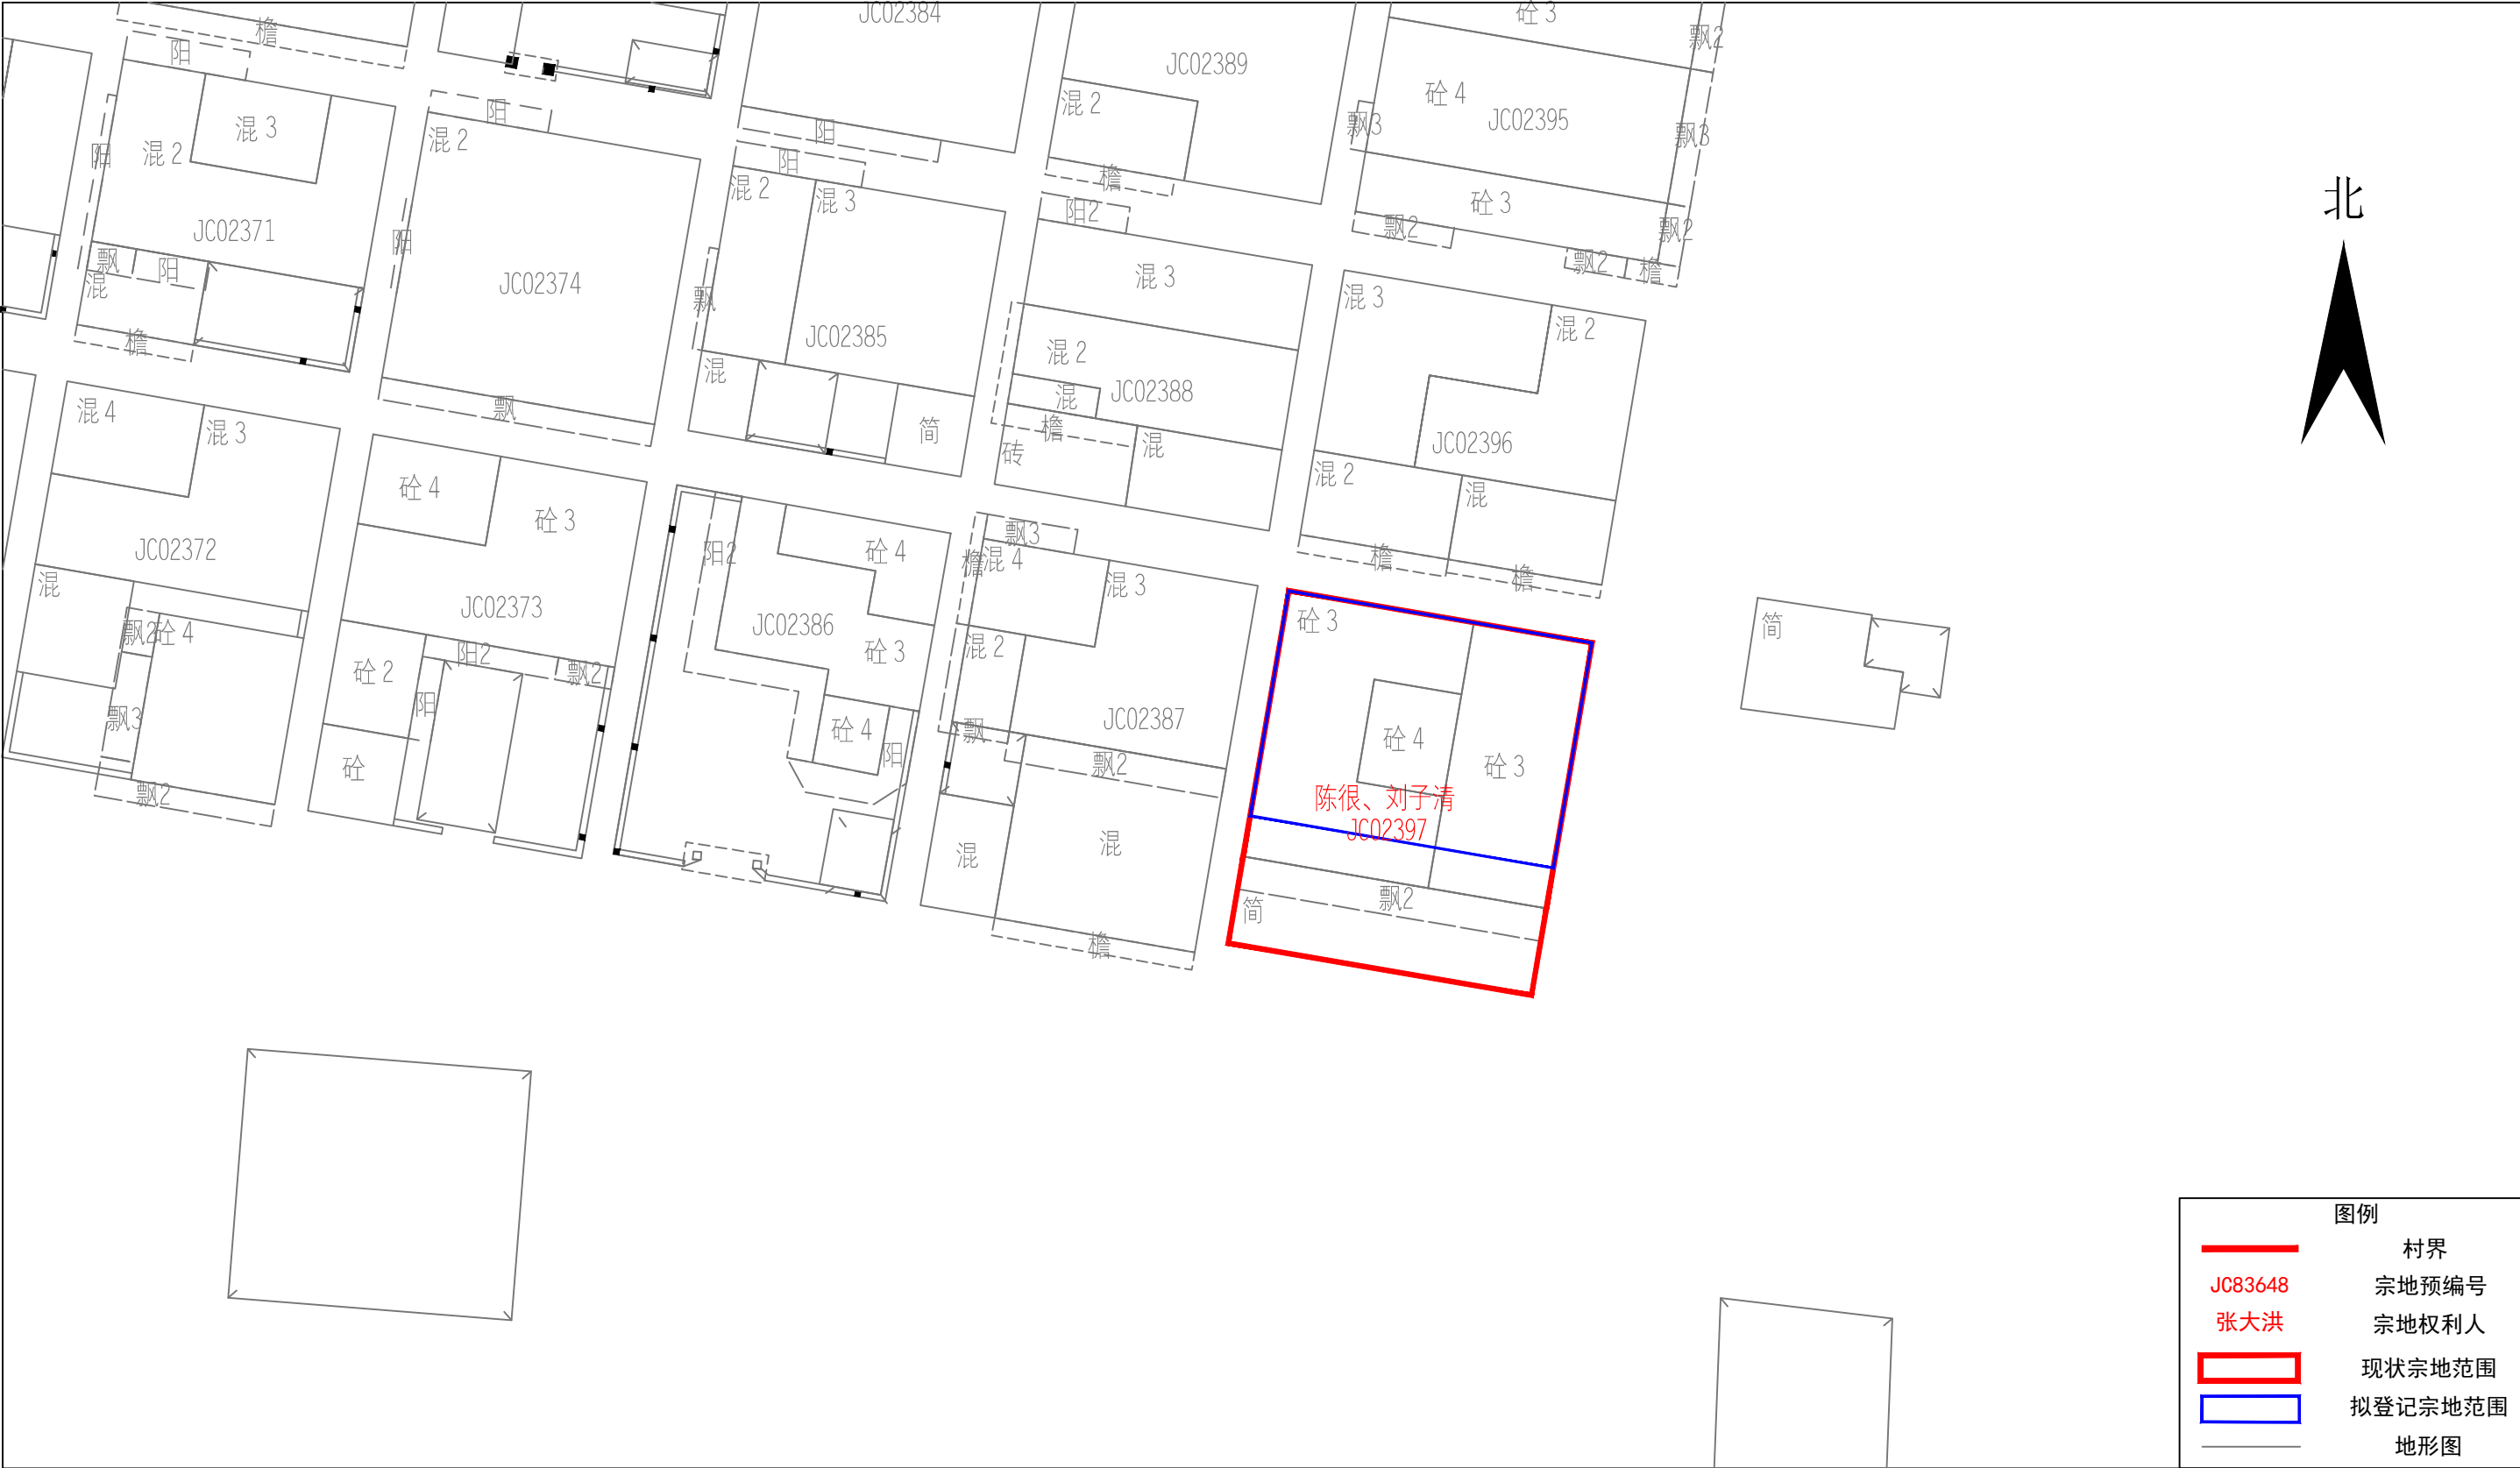 JC02384
砼 3
檐
阳
飘2
JC02389
砼 4
JC02395
混 2
飘3
飘3
阳
混 3
混 2
阳
混 2
阳
阳
檐
混 2
混 3
阳2
砼 3
飘2
飘2
飘2
檐
JC02371
阳
飘
阳
混
檐
JC02374
飘
飘
JC02385
混
简
混 3
混 2
JC02388
混
檐
砖
混
混 3
混 2
JC02396
混 2
混
檐
檐
混 4
混 3
JC02372
混
飘2
砼 4
飘3
飘2
砼 4
砼 3
JC02373
砼 2
阳2
飘2
阳
砼
阳2
砼 4
JC02386
砼 3
砼 4
阳
飘3
檐
混 4
混 3
混 2
JC02387
飘
飘2
混
混
檐
砼 3
砼 4
砼 3
陈很、刘子清
JC02397
飘2
简
简
北
图例
村界
JC83648 宗地预编号
张大洪 宗地权利人
现状宗地范围
拟登记宗地范围
地形图